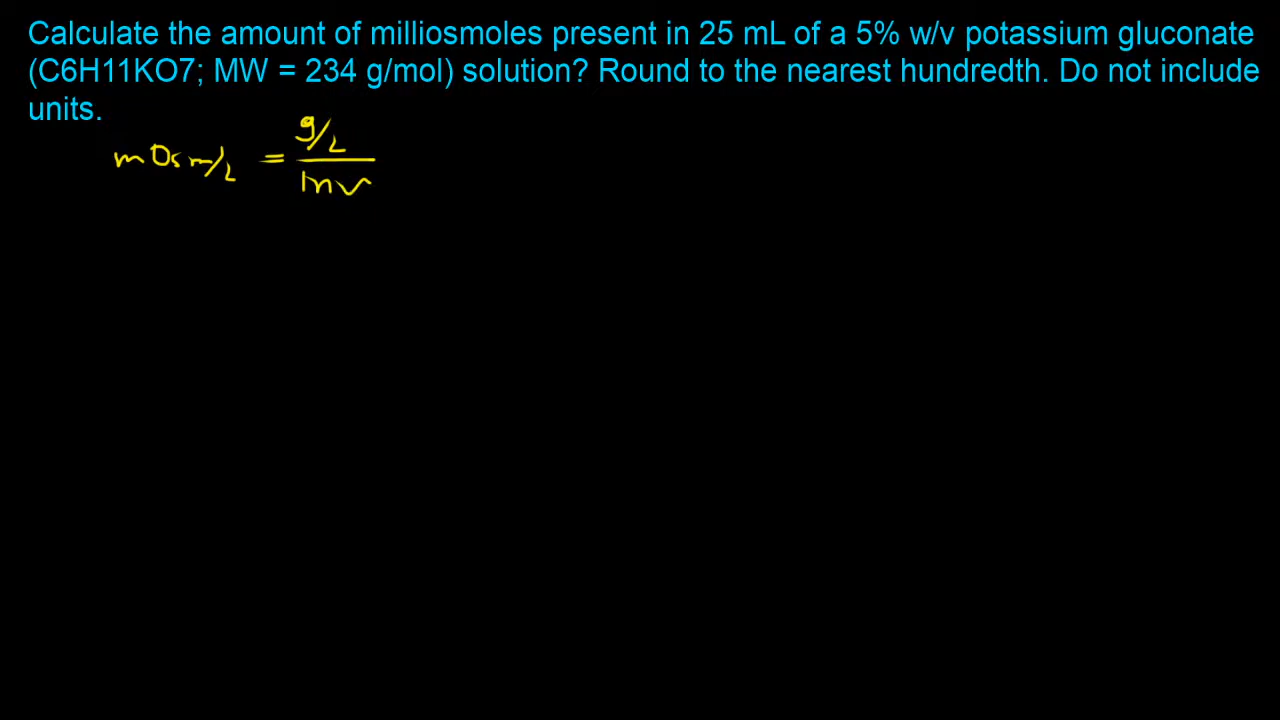 Calculate the amount of milliosmoles present in 25 mL of a 5% w/v potassium gluconate
(C6H11KO7; MW = 234 g/mol) solution? Round to the nearest hundredth. Do not include
units.
mOsm/L = g/L
mw